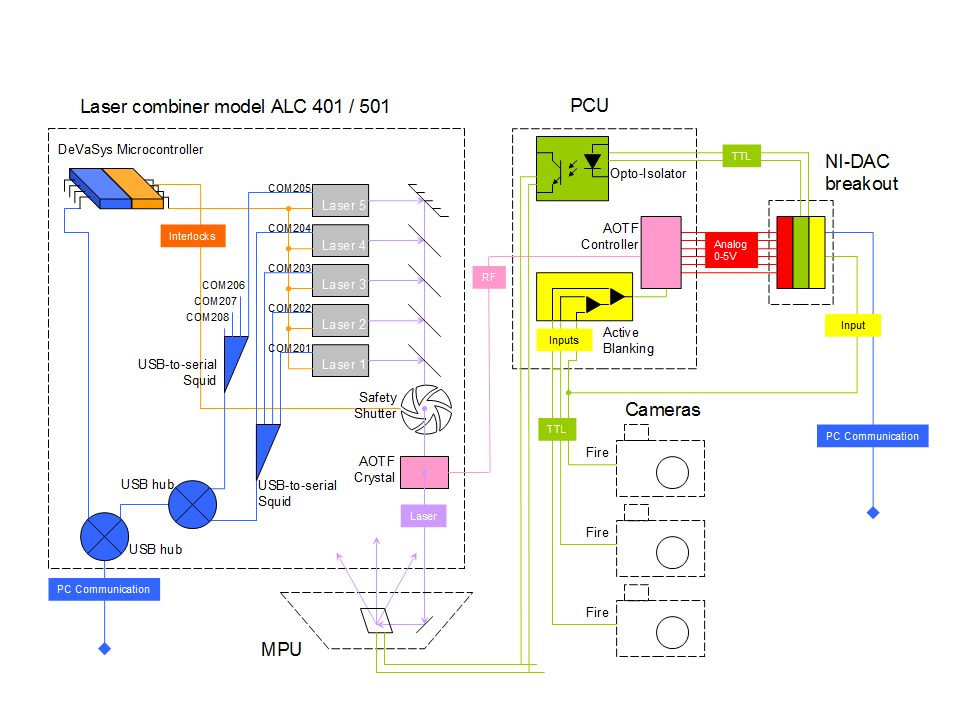 Laser combiner model ALC 401 / 501
PCU
DeVaSys Microcontroller
TTL
NI-DAC
breakout
Opto-Isolator
COM205
Laser 5
Interlocks
COM204
Laser 4
AOTF
Controller
Analog
0-5V
COM203
Laser 3
RF
COM206
COM207
COM208
COM202
Laser 2
Inputs
Active
Blanking
Input
COM201
Laser 1
USB-to-serial
Squid
Safety
Shutter
Cameras
TTL
PC Communication
Fire
AOTF
Crystal
USB hub
USB-to-serial
Squid
Laser
USB hub
Fire
PC Communication
Fire
MPU